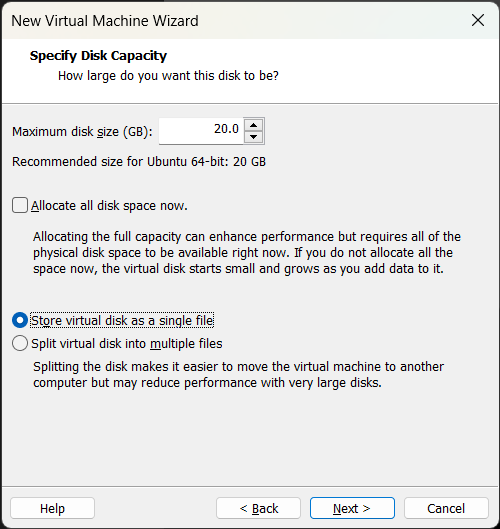 New Virtual Machine Wizard
Specify Disk Capacity
How large do you want this disk to be?
Maximum disk size (GB): 20.0
Recommended size for Ubuntu 64-bit: 20 GB
Allocate all disk space now.
Allocating the full capacity can enhance performance but requires all of the
physical disk space to be available right now. If you do not allocate all the
space now, the virtual disk starts small and grows as you add data to it.
Store virtual disk as a single file
Split virtual disk into multiple files
Splitting the disk makes it easier to move the virtual machine to another
computer but may reduce performance with very large disks.
Help < Back Next > Cancel